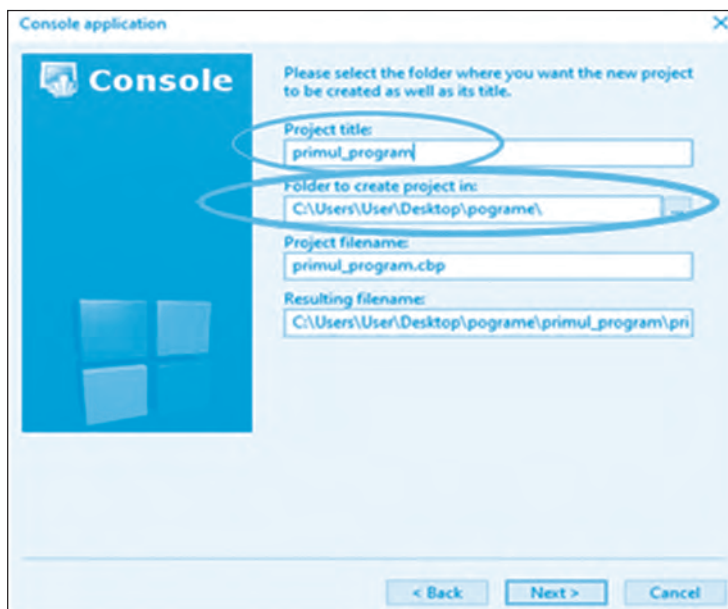 Console application
Console
Please select the folder where you want the new project
to be created as well as its title.
Project title:
primul_program
Folder to create project in:
C:\Users\User\Desktop\pograme\
...
Project filename:
primul_program.cbp
Resulting filename:
C:\Users\User\Desktop\pograme\primul_program\pri
< Back
Next >
Cancel